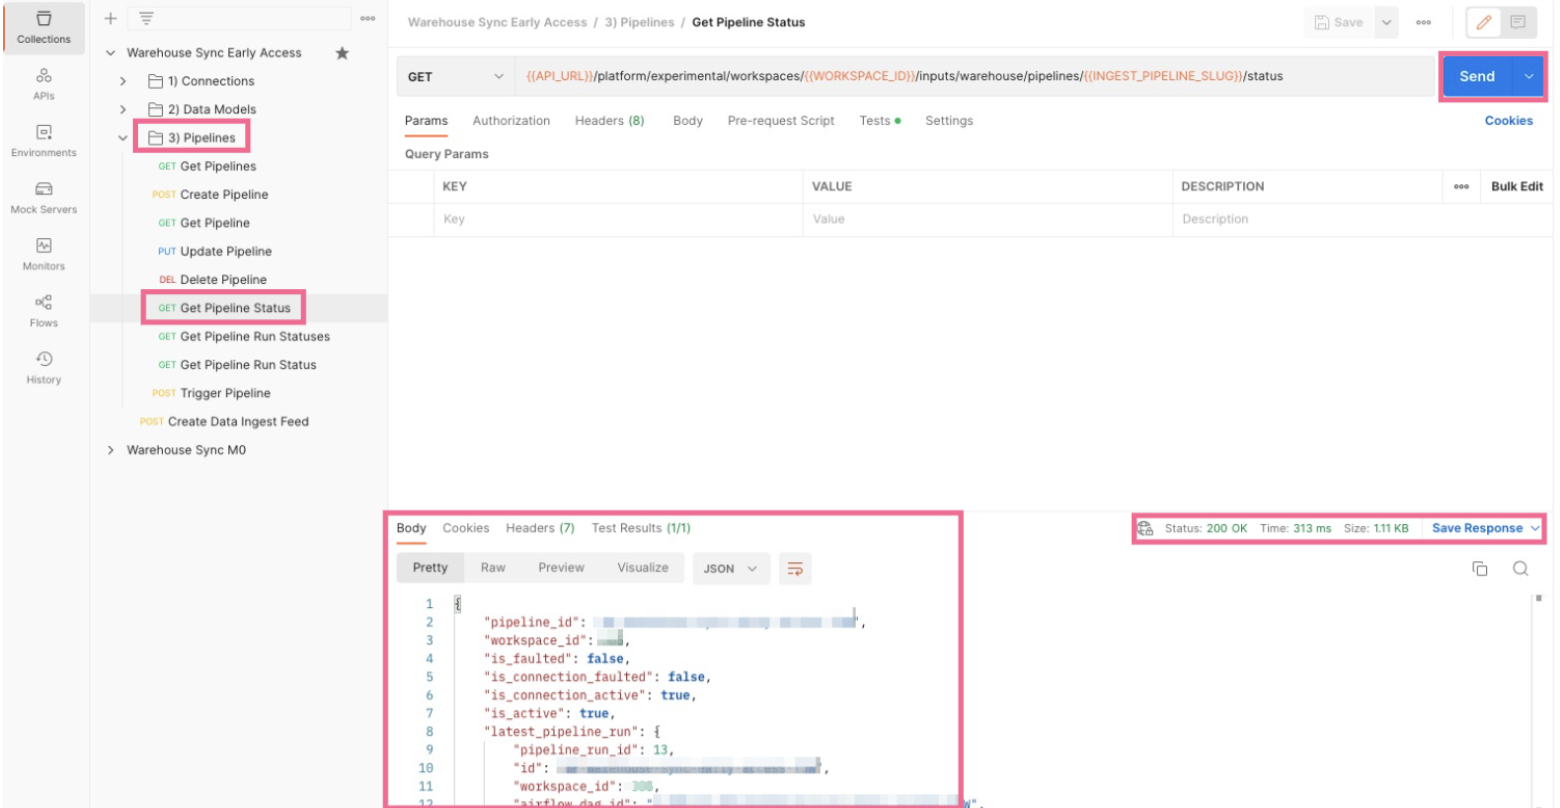 Collections
APIs
Environments
Mock Servers
Monitors
Flows
History
Warehouse Sync Early Access
1) Connections
2) Data Models
3) Pipelines
GET Get Pipelines
POST Create Pipeline
GET Get Pipeline
PUT Update Pipeline
DEL Delete Pipeline
GET Get Pipeline Status
GET Get Pipeline Run Statuses
GET Get Pipeline Run Status
POST Trigger Pipeline
POST Create Data Ingest Feed
Warehouse Sync M0
Warehouse Sync Early Access / 3) Pipelines / Get Pipeline Status
Save
GET {{API_URL}}/platform/experimental/workspaces/{{WORKSPACE_ID}}/inputs/warehouse/pipelines/{{INGEST_PIPELINE_SLUG}}/status
Send
Params Authorization Headers (8) Body Pre-request Script Tests Settings Cookies
Query Params
KEY VALUE DESCRIPTION Bulk Edit
Key Value Description
Body Cookies Headers (7) Test Results (1/1)
Status: 200 OK Time: 313 ms Size: 1.11 KB Save Response
Pretty Raw Preview Visualize JSON
1 {
2 "pipeline_id": ",
3 "workspace_id": ,
4 "is_faulted": false,
5 "is_connection_faulted": false,
6 "is_connection_active": true,
7 "is_active": true,
8 "latest_pipeline_run": {
9 "pipeline_run_id": 13,
10 "id": ",
11 "workspace_id": ,
12 "airflow_dag_id": " W",